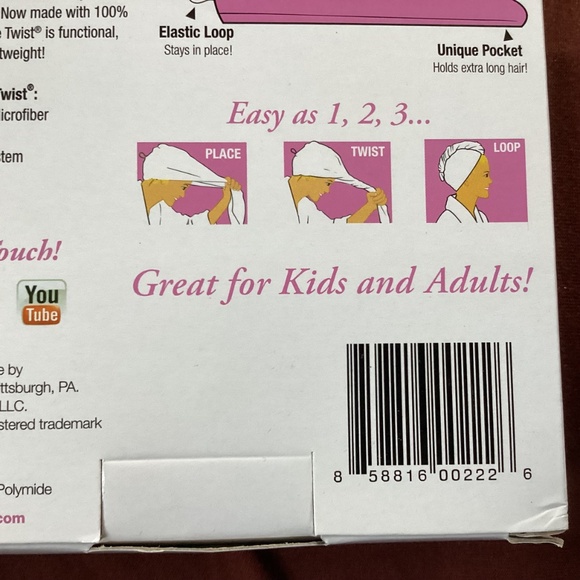 Now made with 100%
Twist® is functional,
tweight!
Twist®:
icrofiber
stem
ouch!
You
Tube
e by
ttsburgh, PA.
LLC.
stered trademark
Polymide
com
Elastic Loop
Stays in place!
Unique Pocket
Holds extra long hair!
Easy as 1, 2, 3...
PLACE
TWIST
LOOP
Great for Kids and Adults!
8 58816 00222 6